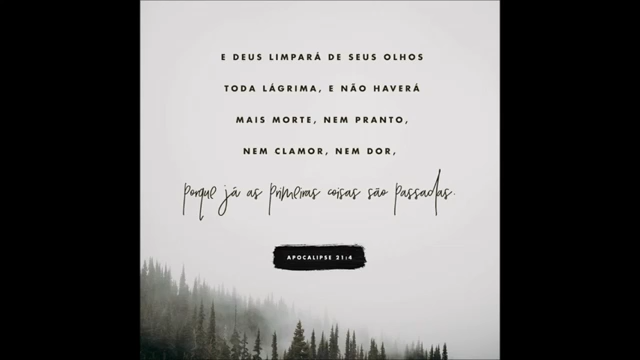 E DEUS LIMPARÁ DE SEUS OLHOS
TODA LÁGRIMA, E NÃO HAVERÁ
MAIS MORTE, NEM PRANTO,
NEM CLAMOR, NEM DOR,
porque já as primeiras coisas são passadas.
APOCALIPSE 21:4